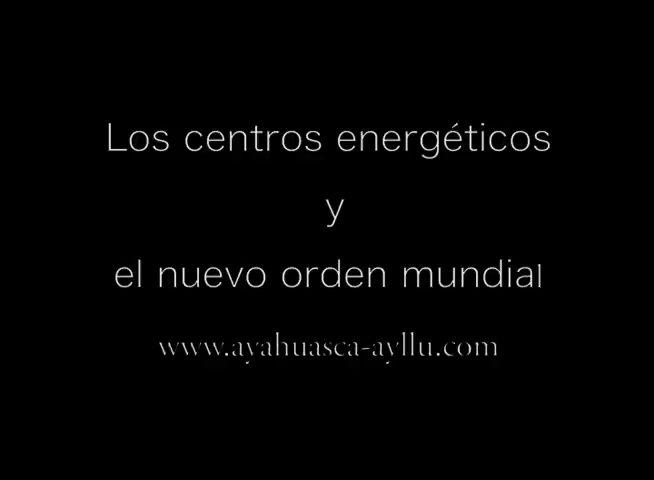 Los centros energéticos
y
el nuevo orden mundial
www.ayahuasca-ayllu.com